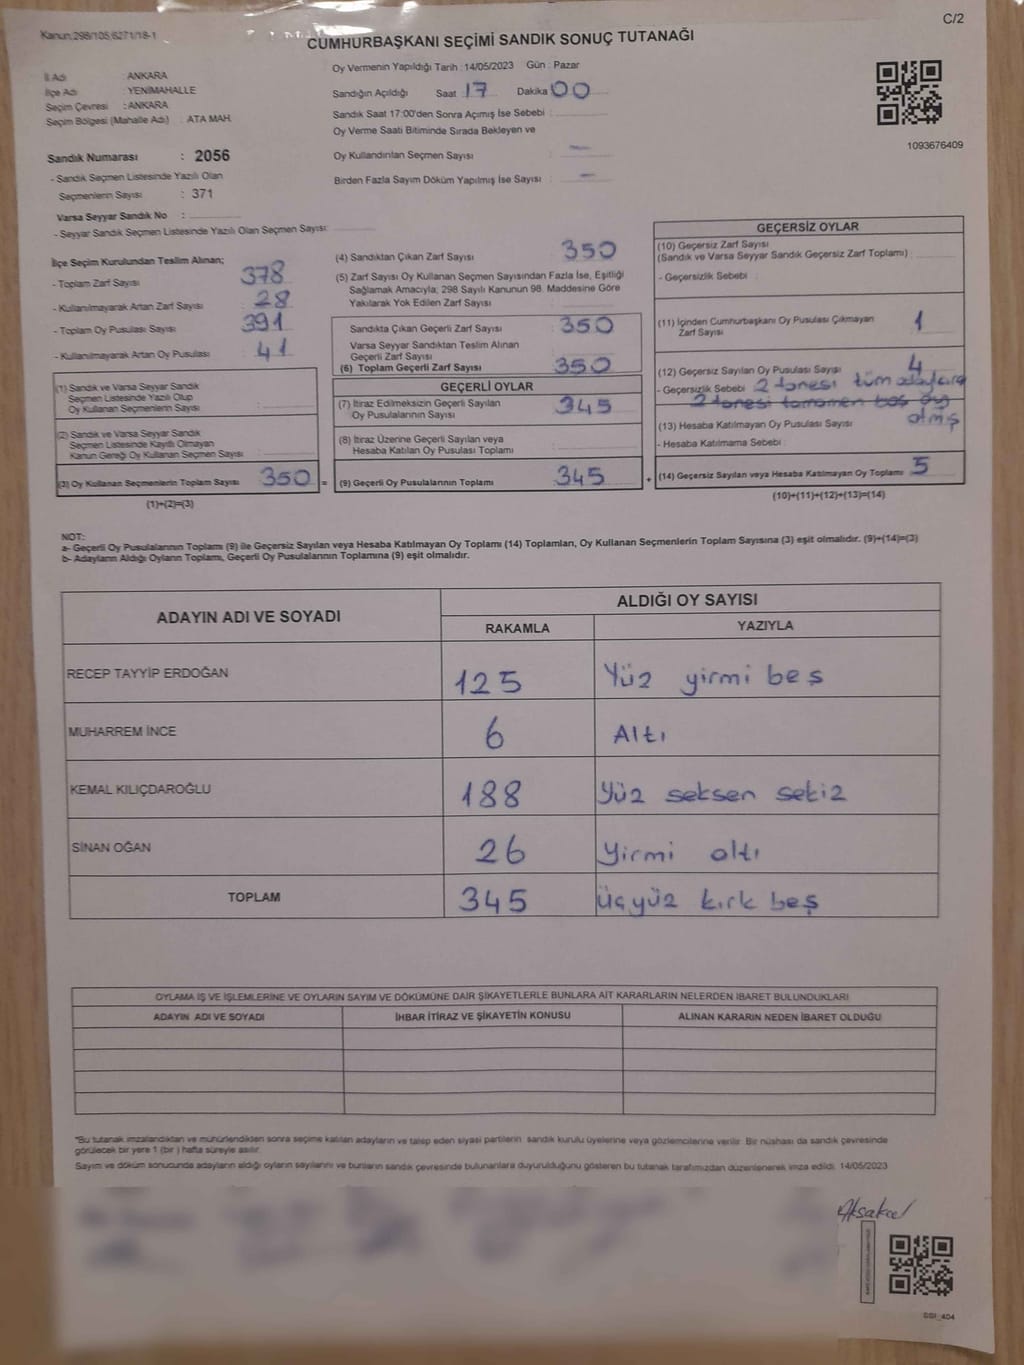 C/2
Kanun:298/105,6271/18-1
CUMHURBAŞKANI SEÇİMİ SANDIK SONUÇ TUTANAĞI
İl Adı : ANKARA
İlçe Adı : YENİMAHALLE
Seçim Çevresi : ANKARA
Seçim Bölgesi (Mahalle Adı) : ATA MAH.
Oy Vermenin Yapıldığı Tarih : 14/05/2023 Gün : Pazar
Sandığın Açıldığı Saat 17 Dakika 00
Sandık Saat 17:00'den Sonra Açımış İse Sebebi :
Oy Verme Saati Bitiminde Sırada Bekleyen ve
Oy Kullandırılan Seçmen Sayısı : —
Birden Fazla Sayım Döküm Yapılmış İse Sayısı : —
1093676409
Sandık Numarası : 2056
- Sandık Seçmen Listesinde Yazılı Olan
Seçmenlerin Sayısı : 371
Varsa Seyyar Sandık No :
- Seyyar Sandık Seçmen Listesinde Yazılı Olan Seçmen Sayısı:
İlçe Seçim Kurulundan Teslim Alınan;
- Toplam Zarf Sayısı 378
- Kullanılmayarak Artan Zarf Sayısı : 28
- Toplam Oy Pusulası Sayısı 391
- Kullanılmayarak Artan Oy Pusulası 41
(1) Sandık ve Varsa Seyyar Sandık
Seçmen Listesinde Yazılı Olup
Oy Kullanan Seçmenlerin Sayısı :
(2) Sandık ve Varsa Seyyar Sandık
Seçmen Listesinde Kayıtlı Olmayan
Kanun Gereği Oy Kullanan Seçmen Sayısı :
(3) Oy Kullanan Seçmenlerin Toplam Sayısı 350 =
(1)+(2)=(3)
(4) Sandıktan Çıkan Zarf Sayısı 350
(5) Zarf Sayısı Oy Kullanan Seçmen Sayısından Fazla İse, Eşitliği
Sağlamak Amacıyla; 298 Sayılı Kanunun 98. Maddesine Göre
Yakılarak Yok Edilen Zarf Sayısı :
Sandıkta Çıkan Geçerli Zarf Sayısı : 350
Varsa Seyyar Sandıktan Teslim Alınan
Geçerli Zarf Sayısı :
(6) Toplam Geçerli Zarf Sayısı : 350
GEÇERLİ OYLAR
(7) İtiraz Edilmeksizin Geçerli Sayılan
Oy Pusulalarının Sayısı : 345
(8) İtiraz Üzerine Geçerli Sayılan veya
Hesaba Katılan Oy Pusulası Toplamı :
(9) Geçerli Oy Pusulalarının Toplamı 345 +
GEÇERSİZ OYLAR
(10) Geçersiz Zarf Sayısı
(Sandık ve Varsa Seyyar Sandık Geçersiz Zarf Toplamı) :
- Geçersizlik Sebebi :
(11) İçinden Cumhurbaşkanı Oy Pusulası Çıkmayan
Zarf Sayısı 1
(12) Geçersiz Sayılan Oy Pusulası Sayısı 4
- Geçersizlik Sebebi 2 tanesi tüm adaylara
2 tanesi tamamen boş oy
(13) Hesaba Katılmayan Oy Pusulası Sayısı
- Hesaba Katılmama Sebebi :
(14) Geçersiz Sayılan veya Hesaba Katılmayan Oy Toplamı 5
(10)+(11)+(12)+(13)=(14)
NOT:
a- Geçerli Oy Pusulalarının Toplamı (9) ile Geçersiz Sayılan veya Hesaba Katılmayan Oy Toplamı (14) Toplamları, Oy Kullanan Seçmenlerin Toplam Sayısına (3) eşit olmalıdır. (9)+(14)=(3)
b- Adayların Aldığı Oyların Toplamı, Geçerli Oy Pusulalarının Toplamına (9) eşit olmalıdır.
ADAYIN ADI VE SOYADI ALDIĞI OY SAYISI
RAKAMLA YAZIYLA
RECEP TAYYİP ERDOĞAN 125 Yüz yirmi beş
MUHARREM İNCE 6 Altı
KEMAL KILIÇDAROĞLU 188 Yüz seksen sekiz
SİNAN OĞAN 26 Yirmi altı
TOPLAM 345 üçyüz kırk beş
OYLAMA İŞ VE İŞLEMLERİNE VE OYLARIN SAYIM VE DÖKÜMÜNE DAİR ŞİKAYETLERLE BUNLARA AİT KARARLARIN NELERDEN İBARET BULUNDUKLARI
ADAYIN ADI VE SOYADI İHBAR İTİRAZ VE ŞİKAYETİN KONUSU ALINAN KARARIN NEDEN İBARET OLDUĞU
*Bu tutanak imzalandıktan ve mühürlendikten sonra seçime katılan adayların ve talep eden siyasi partilerin sandık kurulu üyelerine veya gözlemcilerine verilir. Bir nüshası da sandık çevresinde
görülecek bir yere 1 (bir) hafta süreyle asılır.
Sayım ve döküm sonucunda adayların aldığı oyların sayılarını ve bunların sandık çevresinde bulunanlara duyurulduğunu gösteren bu tutanak tarafımızdan düzenlenerek imza edildi. 14/05/2023